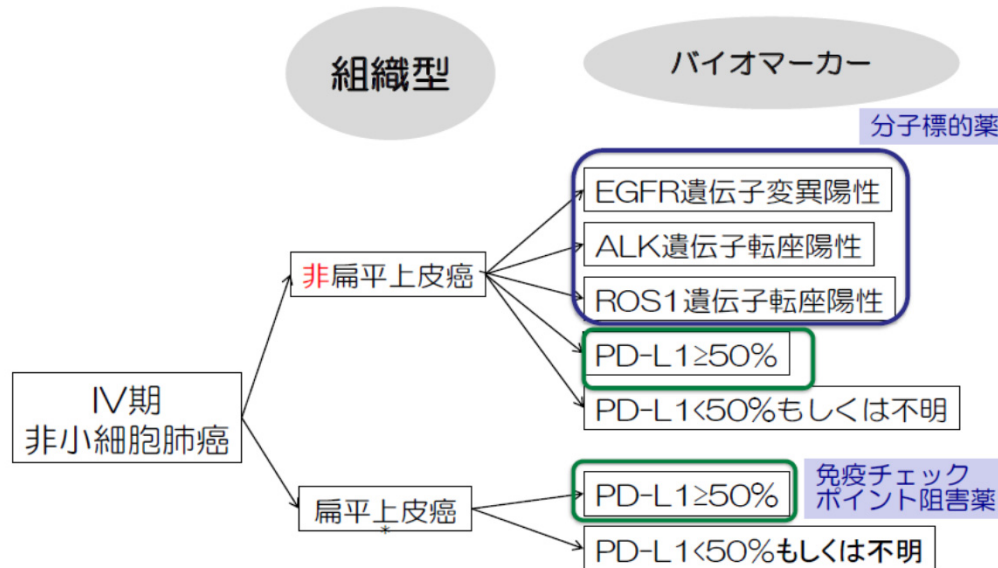 組織型
バイオマーカー
分子標的薬
EGFR遺伝子変異陽性
ALK遺伝子転座陽性
非扁平上皮癌
ROS1遺伝子転座陽性
PD-L1≥50%
IV期
非小細胞肺癌
PD-L1<50%もしくは不明
免疫チェック
ポイント阻害薬
PD-L1≥50%
扁平上皮癌
*
PD-L1<50%もしくは不明